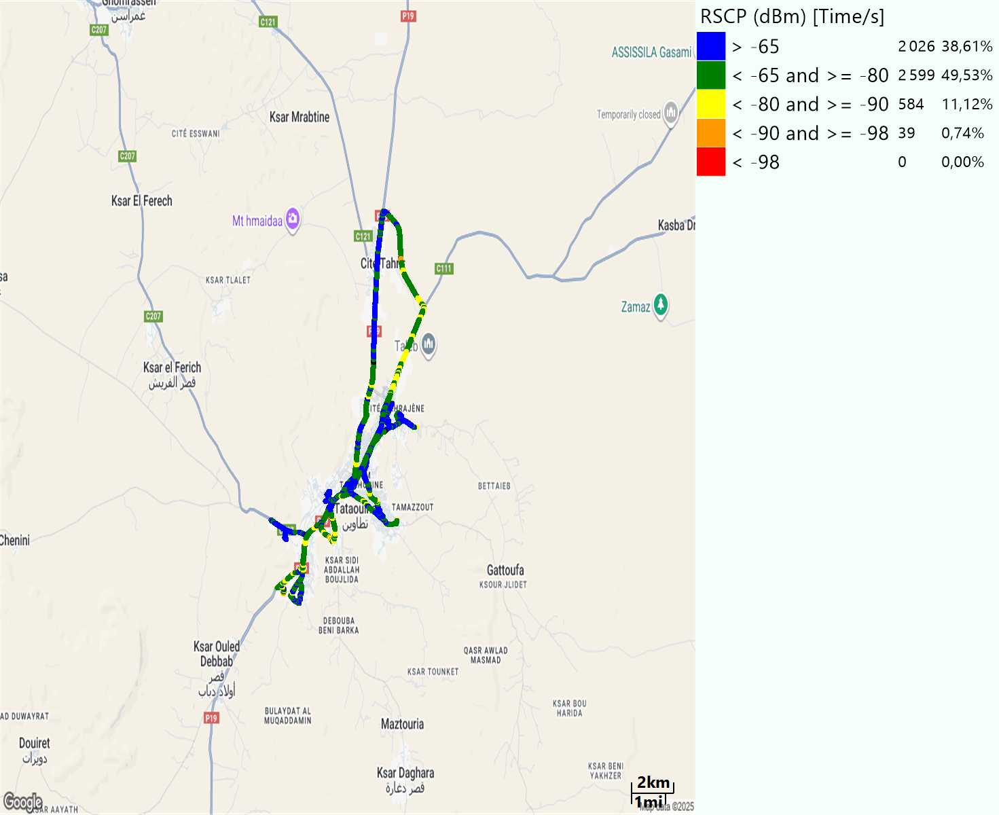 Ghomrassen
غمراسن
C207
C121
P19
RSCP (dBm) [Time/s]
> -65 2 026 38,61%
< -65 and >= -80 2 599 49,53%
< -80 and >= -90 584 11,12%
< -90 and >= -98 39 0,74%
< -98 0 0,00%
ASSISSILA Gasami
Ksar Mrabtine
Temporarily closed
CITÉ ESSWANI
C207
Ksar El Ferech
Mt hmaidaa
Kasba Dr
C121
C111
KSAR TLALET
Zamaz
C207
Ksar el Ferich
قصر الفريش
BETTAIEB
TAMAZZOUT
تطاوين
Chenini
KSAR SIDI
ABDALLAH
BOUJLIDA
Gattoufa
KSOUR JLIDET
DEBOUBA
BENI BARKA
Ksar Ouled
Debbab
قصر
أولاد دباب
QASR AWLAD
MASMAD
KSAR TOUNKET
KSAR BOU
HARIDA
AD DUWAYRAT
P19
BULAYDAT AL
MUQADDAMIN
Maztouria
Douiret
دويرات
Ksar Daghara
قصر دغارة
KSAR BENI
YAKHZER
2km
1mi
Google
KSAR AAYATH
Map data ©2025